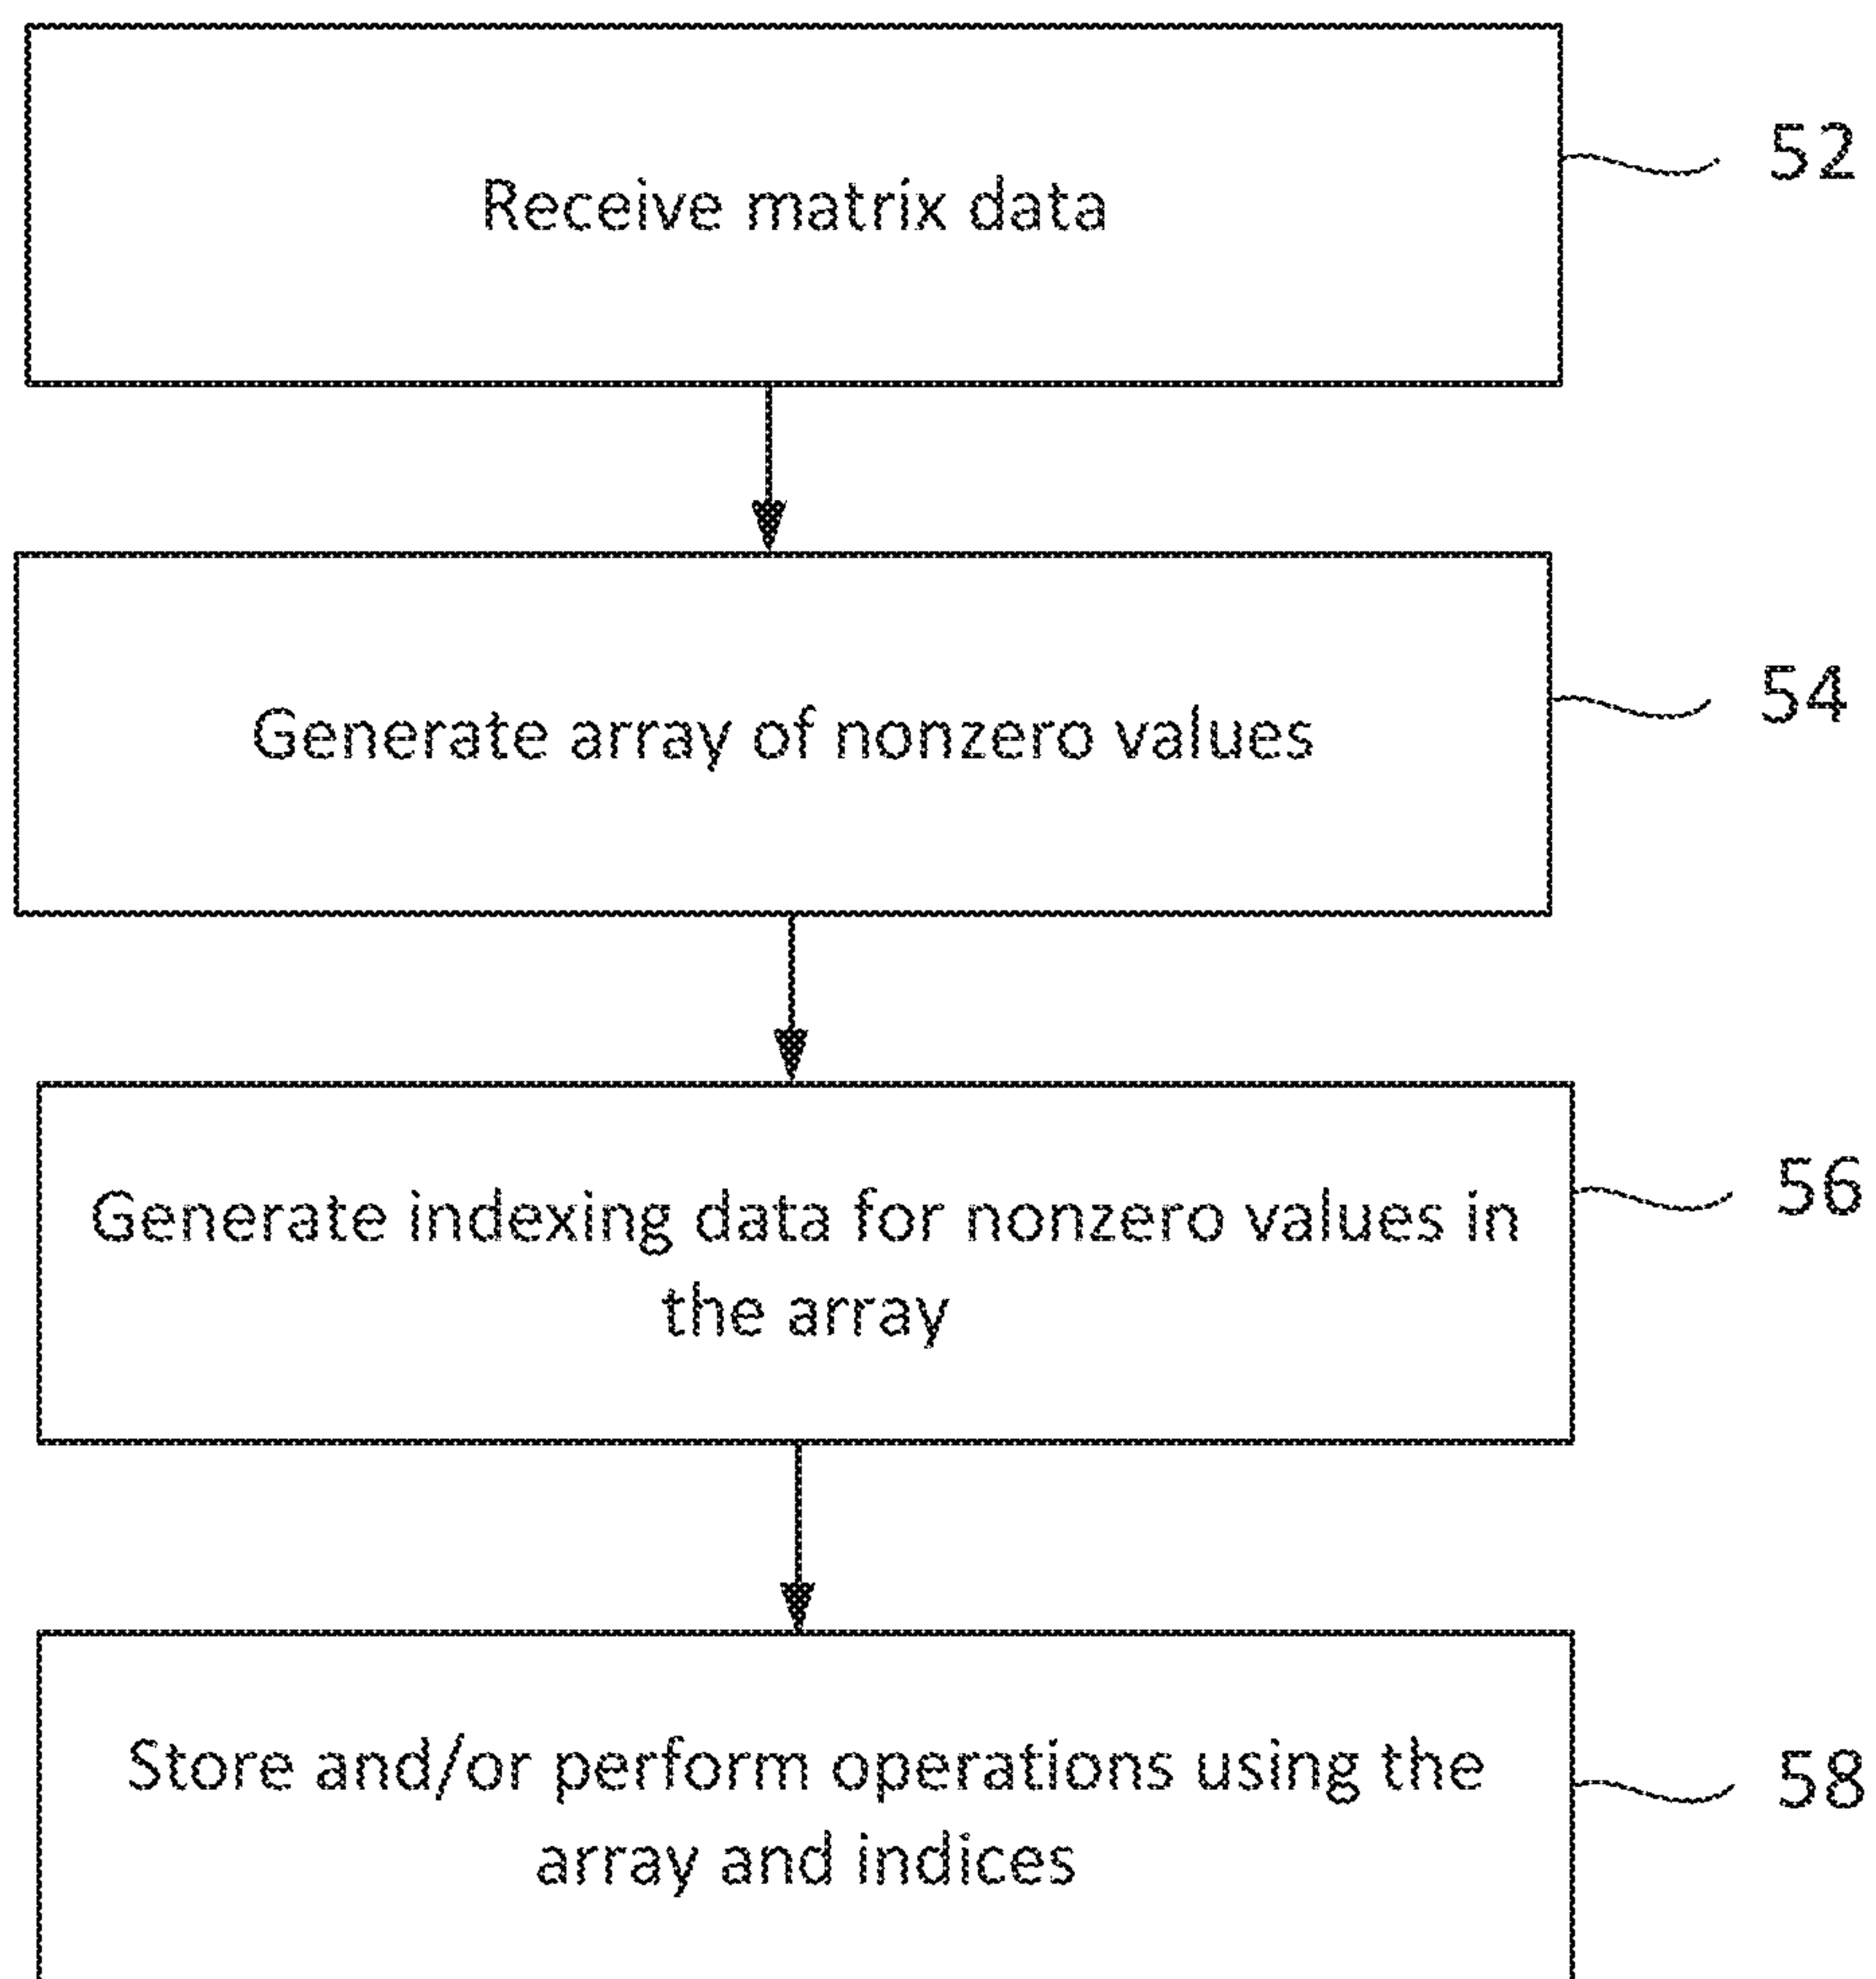 Receive matrix data
52
Generate array of nonzero values
54
Generate indexing data for nonzero values in
the array
56
Store and/or perform operations using the
array and indices
58